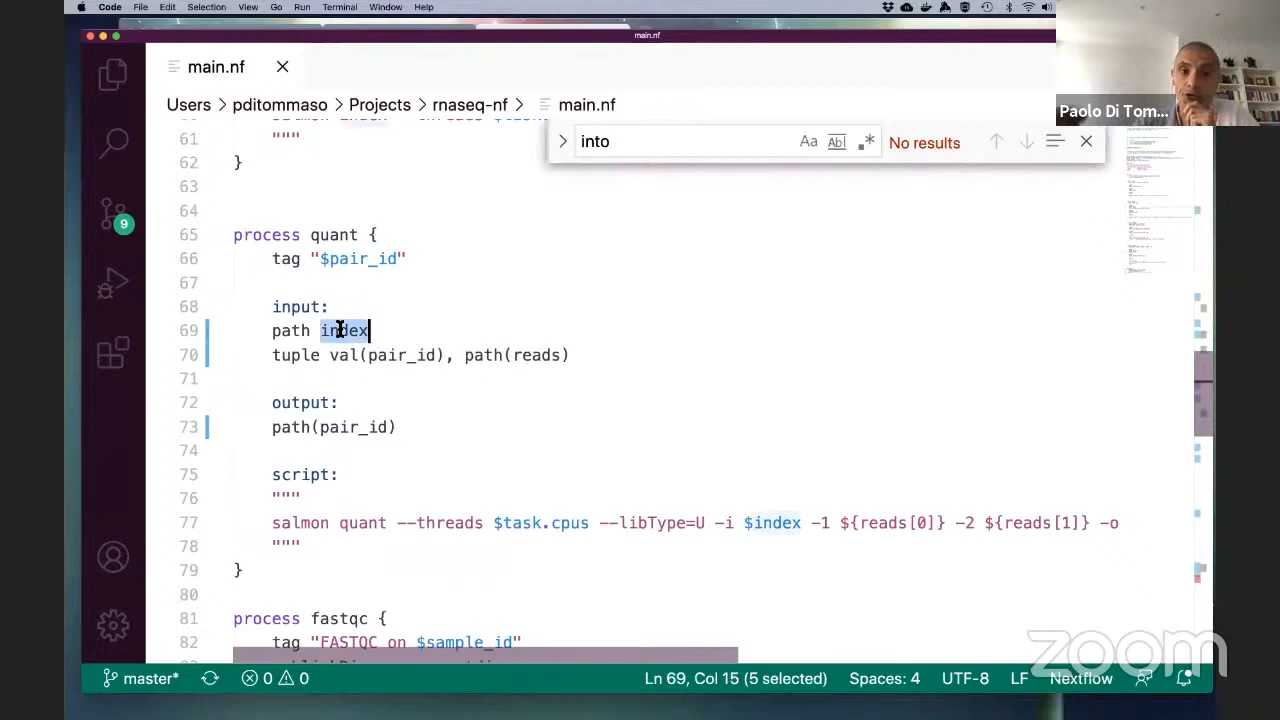 Code File Edit Selection View Go Run Terminal Window Help
main.nf
main.nf
Paolo Di Tom...
Users > pditommaso > Projects > rnaseq-nf > main.nf
into Aa Abl No results
61 """
62 }
63
64
65 process quant {
66 tag "$pair_id"
67
68 input:
69 path index
70 tuple val(pair_id), path(reads)
71
72 output:
73 path(pair_id)
74
75 script:
76 """
77 salmon quant --threads $task.cpus --libType=U -i $index -1 ${reads[0]} -2 ${reads[1]} -o
78 """
79 }
80
81 process fastqc {
82 tag "FASTQC on $sample_id"
9
zoom
master* 0 0 Ln 69, Col 15 (5 selected) Spaces: 4 UTF-8 LF Nextflow